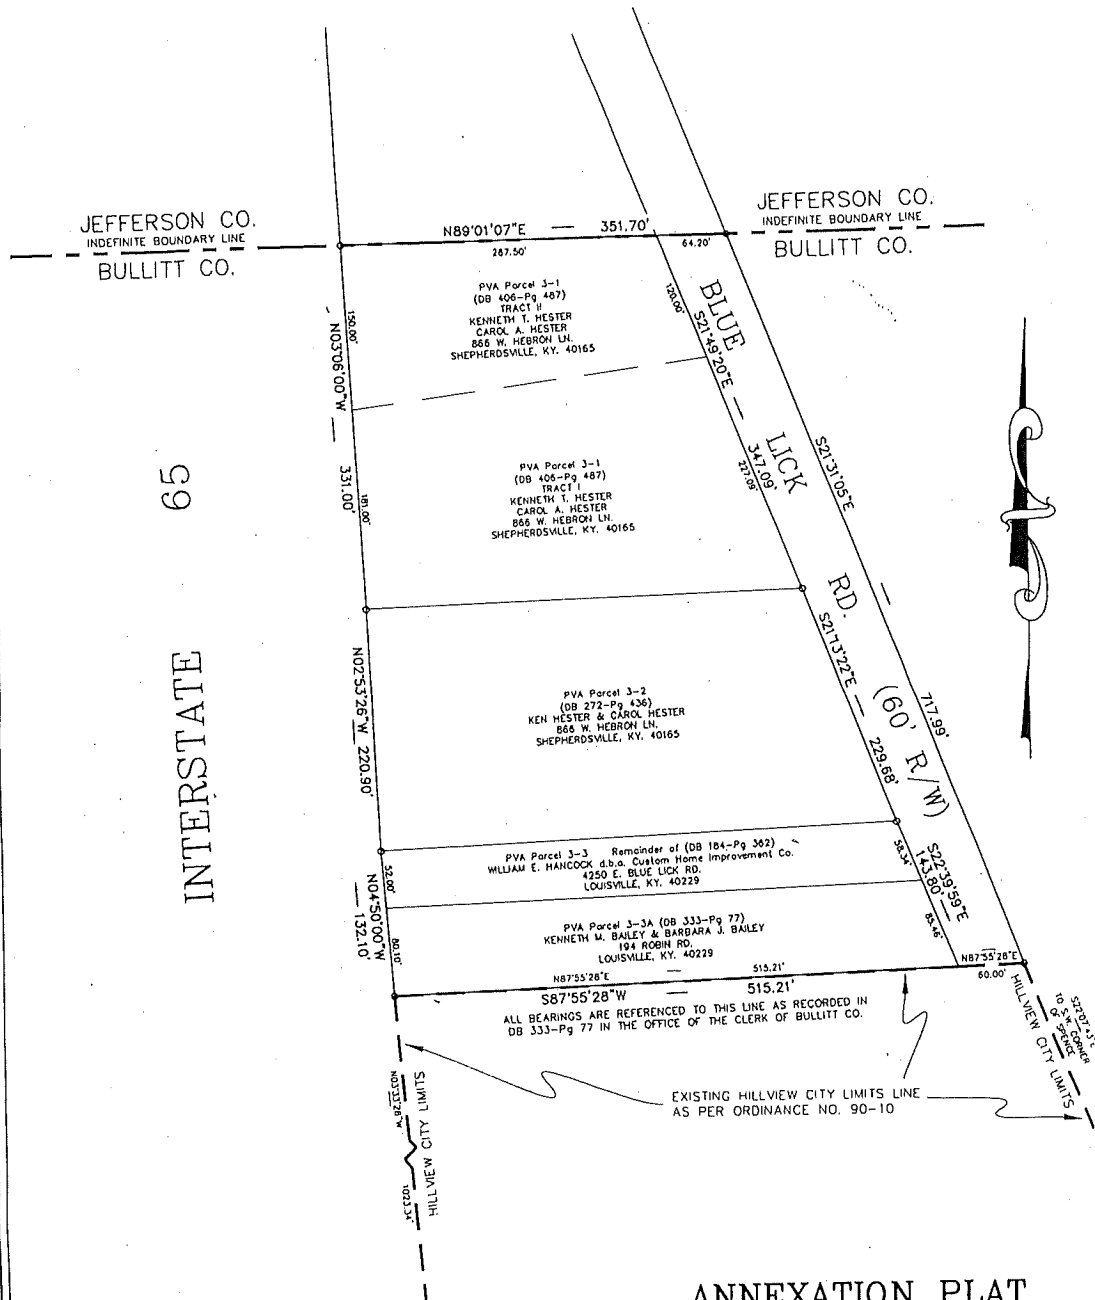 JEFFERSON CO.
INDEFINITE BOUNDARY LINE
BULLITT CO.
N89°01'07"E — 351.70'
287.50'
64.20'
JEFFERSON CO.
INDEFINITE BOUNDARY LINE
BULLITT CO.
PVA Parcel 3-1
(DB 406-Pg 487)
TRACT II
KENNETH T. HESTER
CAROL A. HESTER
866 W. HEBRON LN.
SHEPHERDSVILLE, KY. 40165
150.00'
N03°06'00"W — 331.00'
181.00'
120.00'
S21°49'20"E — 347.09'
227.09'
BLUE LICK RD. (60' R/W)
S21°31'05"E — 717.99'
PVA Parcel 3-1
(DB 406-Pg 487)
TRACT I
KENNETH T. HESTER
CAROL A. HESTER
866 W. HEBRON LN.
SHEPHERDSVILLE, KY. 40165
INTERSTATE 65
N02°53'26"W — 220.90'
S21°13'22"E — 229.68'
PVA Parcel 3-2
(DB 272-Pg 436)
KEN HESTER & CAROL HESTER
866 W. HEBRON LN.
SHEPHERDSVILLE, KY. 40165
PVA Parcel 3-3 Remainder of (DB 184-Pg 362)
WILLIAM E. HANCOCK d.b.a. Custom Home Improvement Co.
4250 E. BLUE LICK RD.
LOUISVILLE, KY. 40229
52.00'
N04°50'00"W — 132.10'
80.10'
58.34'
S22°39'59"E — 143.80'
85.46'
PVA Parcel 3-3A (DB 333-Pg 77)
KENNETH M. BAILEY & BARBARA J. BAILEY
194 ROBIN RD.
LOUISVILLE, KY. 40229
N87°55'28"E — 515.21'
N87°55'28"E
60.00'
S87°55'28"W — 515.21'
ALL BEARINGS ARE REFERENCED TO THIS LINE AS RECORDED IN
DB 333-Pg 77 IN THE OFFICE OF THE CLERK OF BULLITT CO.
S22°07'43"E
TO S.W. CORNER
OF SPENCE
HILLVIEW CITY LIMITS
EXISTING HILLVIEW CITY LIMITS LINE
AS PER ORDINANCE NO. 90-10
N03°33'28"W
1023.34'
HILLVIEW CITY LIMITS
ANNEXATION PLAT